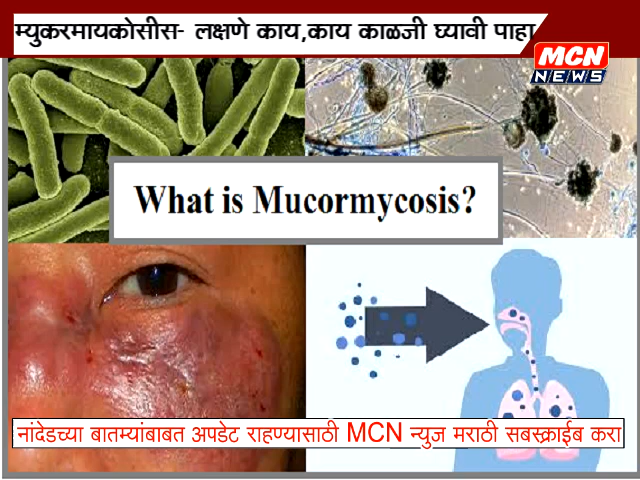 म्युकरमायकोसीस- लक्षणे काय,काय काळजी घ्यावी पाहा
MCN
NEWS
What is Mucormycosis?
नांदेडच्या बातम्यांबाबत अपडेट राहण्यासाठी MCN न्युज मराठी सबस्क्राईब करा